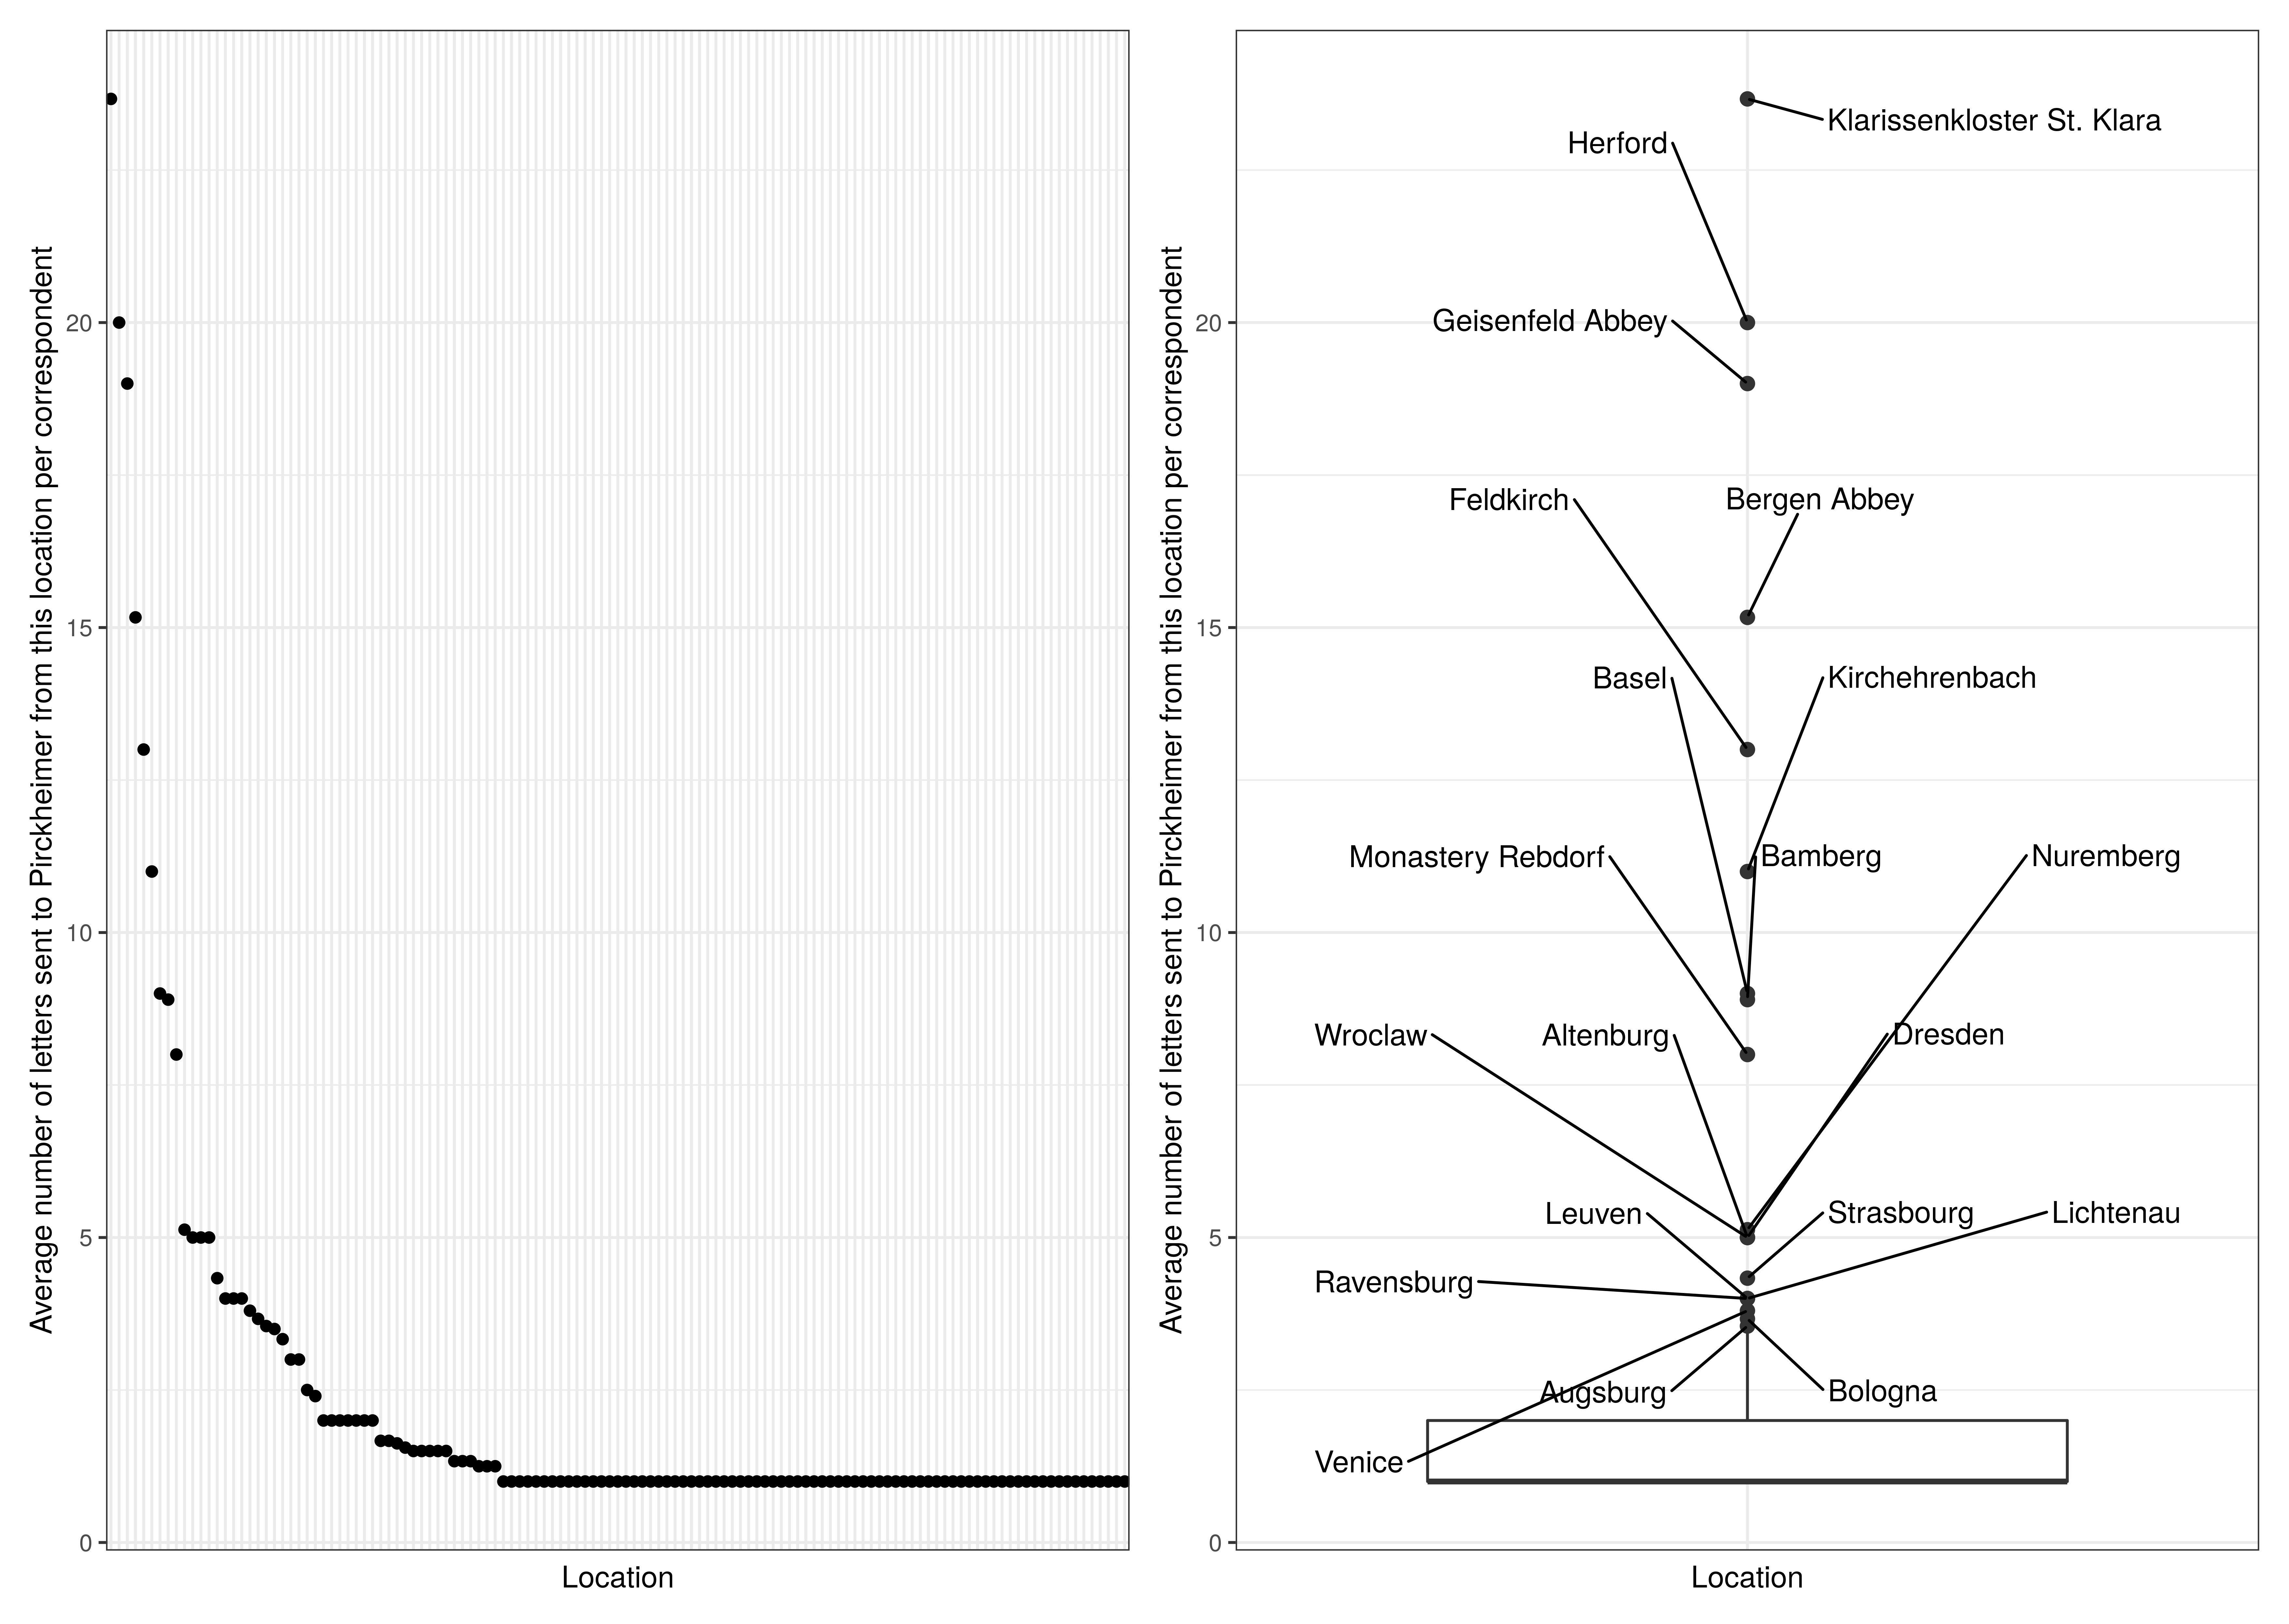 Average number of letters sent to Pirckheimer from this location per correspondent
20
15
10
5
0
Location
Average number of letters sent to Pirckheimer from this location per correspondent
20
15
10
5
0
Klarissenkloster St. Klara
Herford
Geisenfeld Abbey
Feldkirch
Bergen Abbey
Basel
Kirchehrenbach
Monastery Rebdorf
Bamberg
Nuremberg
Wroclaw
Altenburg
Dresden
Leuven
Strasbourg
Lichtenau
Ravensburg
Augsburg
Bologna
Venice
Location